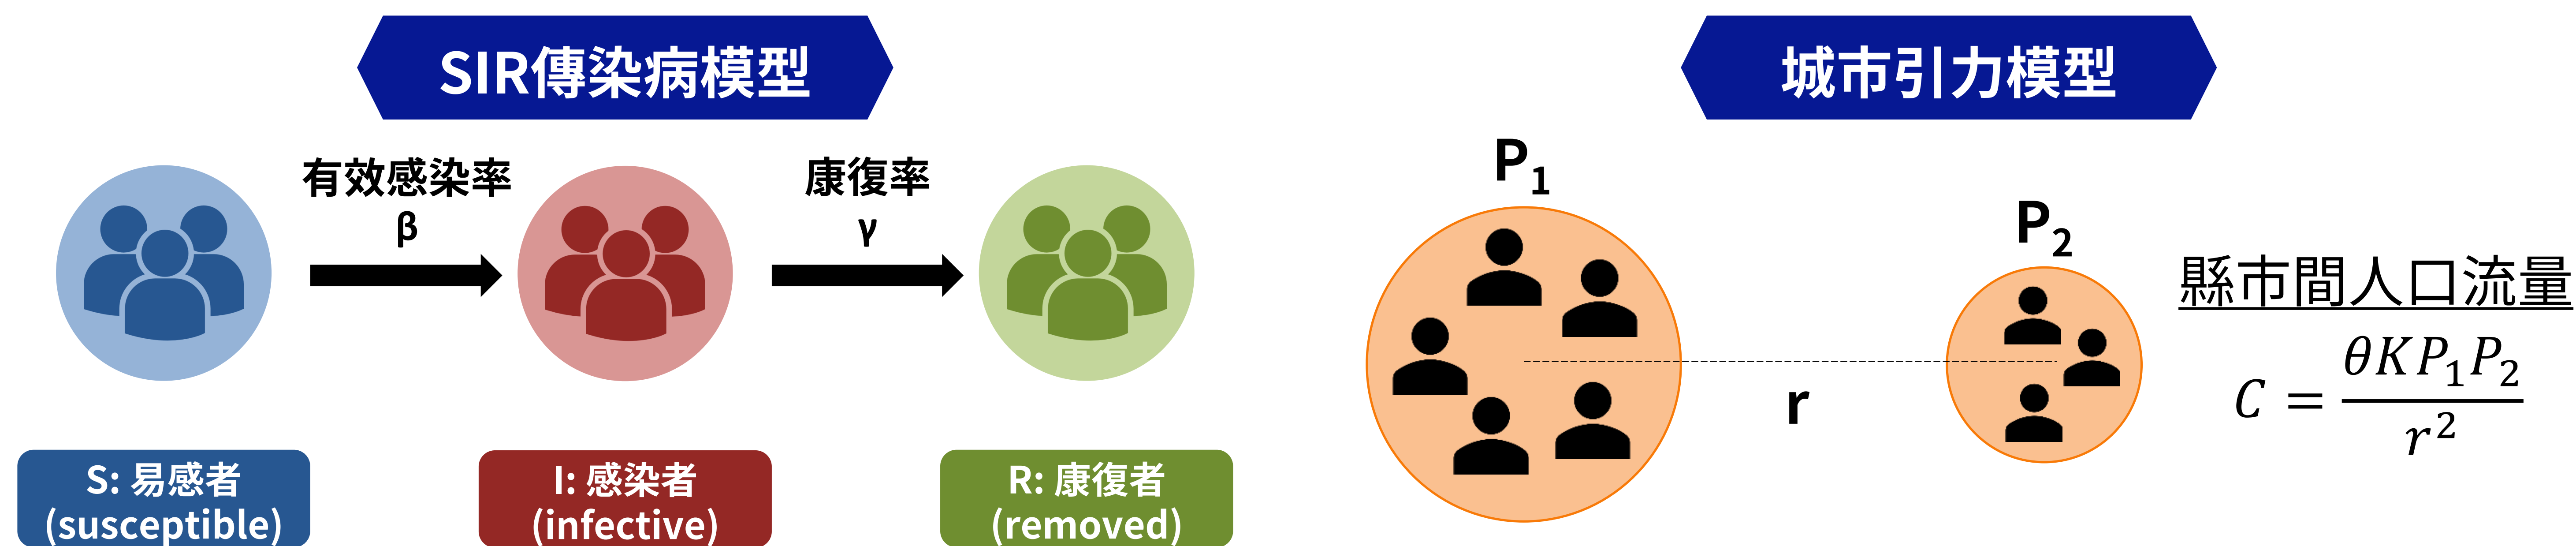 SIR傳染病模型
有效感染率
β
康復率
γ
S: 易感者
(susceptible)
I: 感染者
(infective)
R: 康復者
(removed)
城市引力模型
P₁
P₂
r
縣市間人口流量
C = θKP₁P₂ / r²